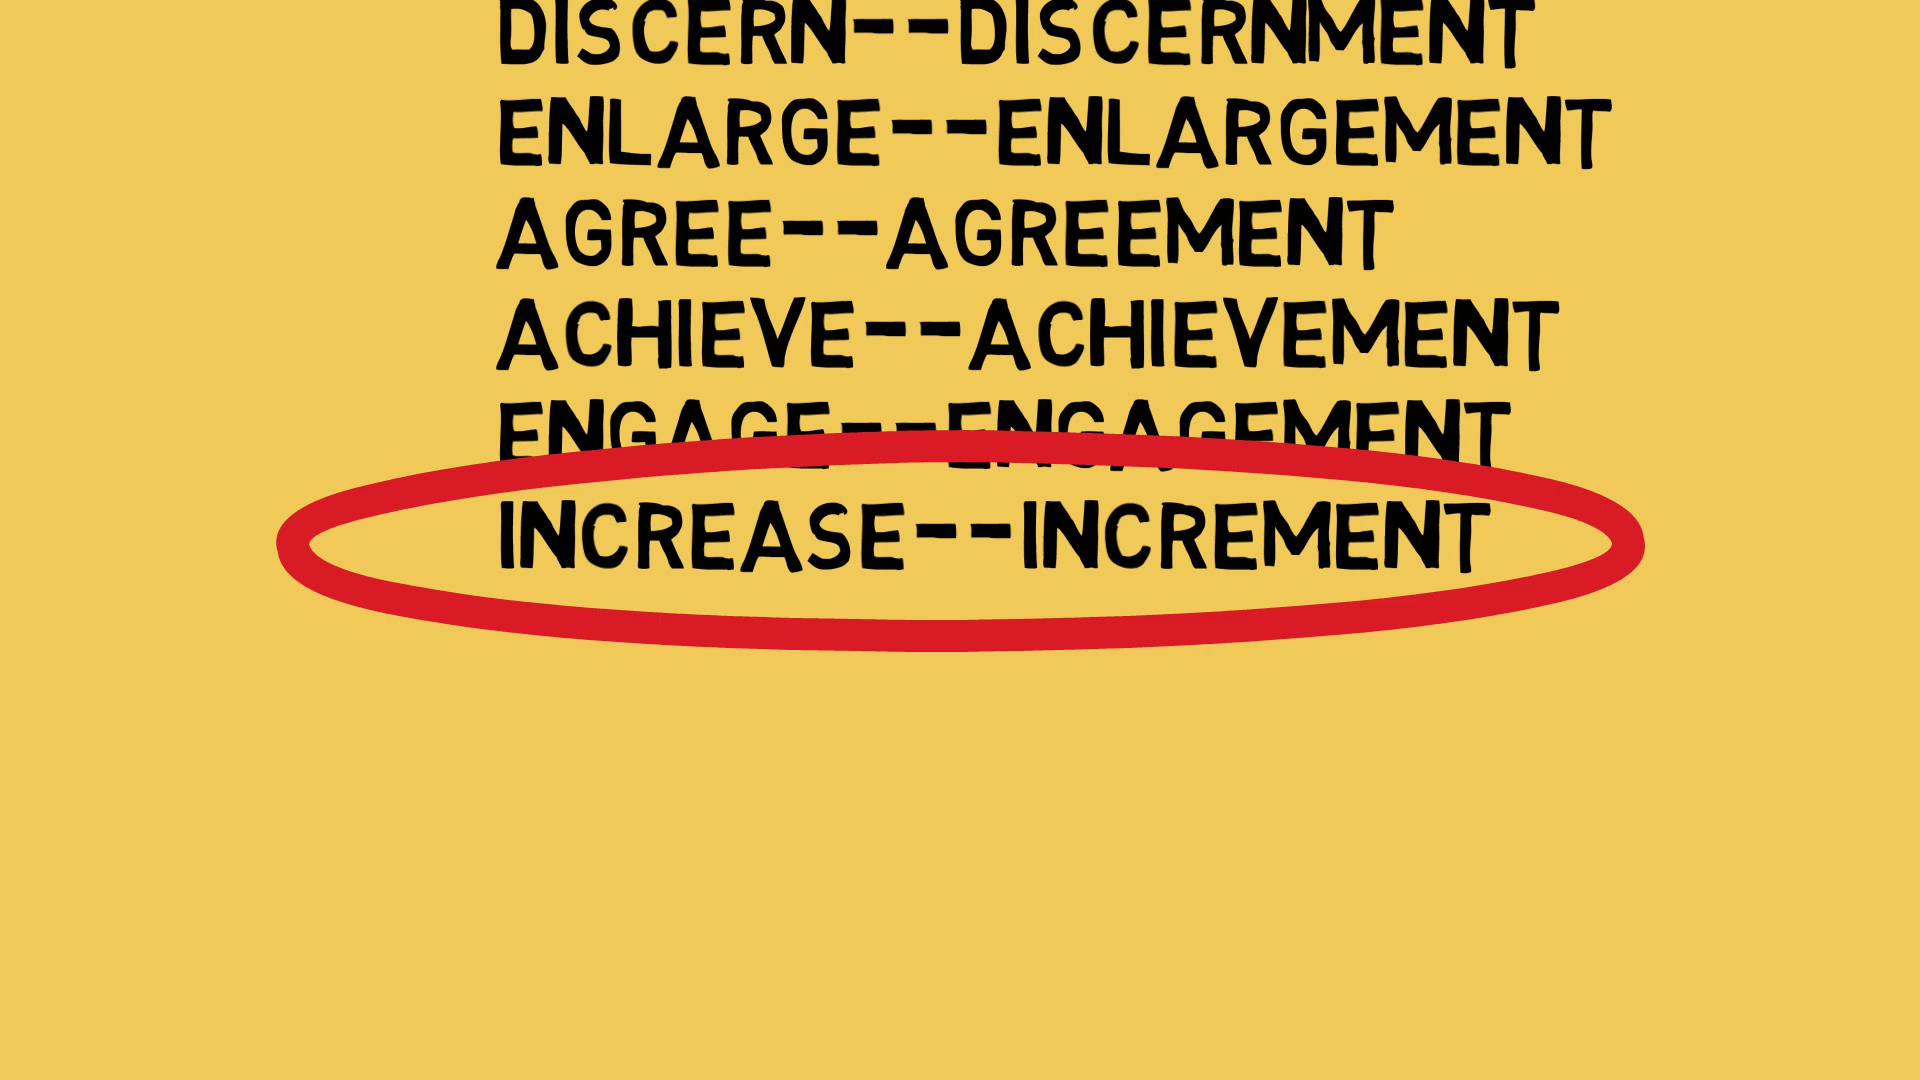 DISCERN--DISCERNMENT
ENLARGE--ENLARGEMENT
AGREE--AGREEMENT
ACHIEVE--ACHIEVEMENT
ENGAGE--ENGAGEMENT
INCREASE--INCREMENT